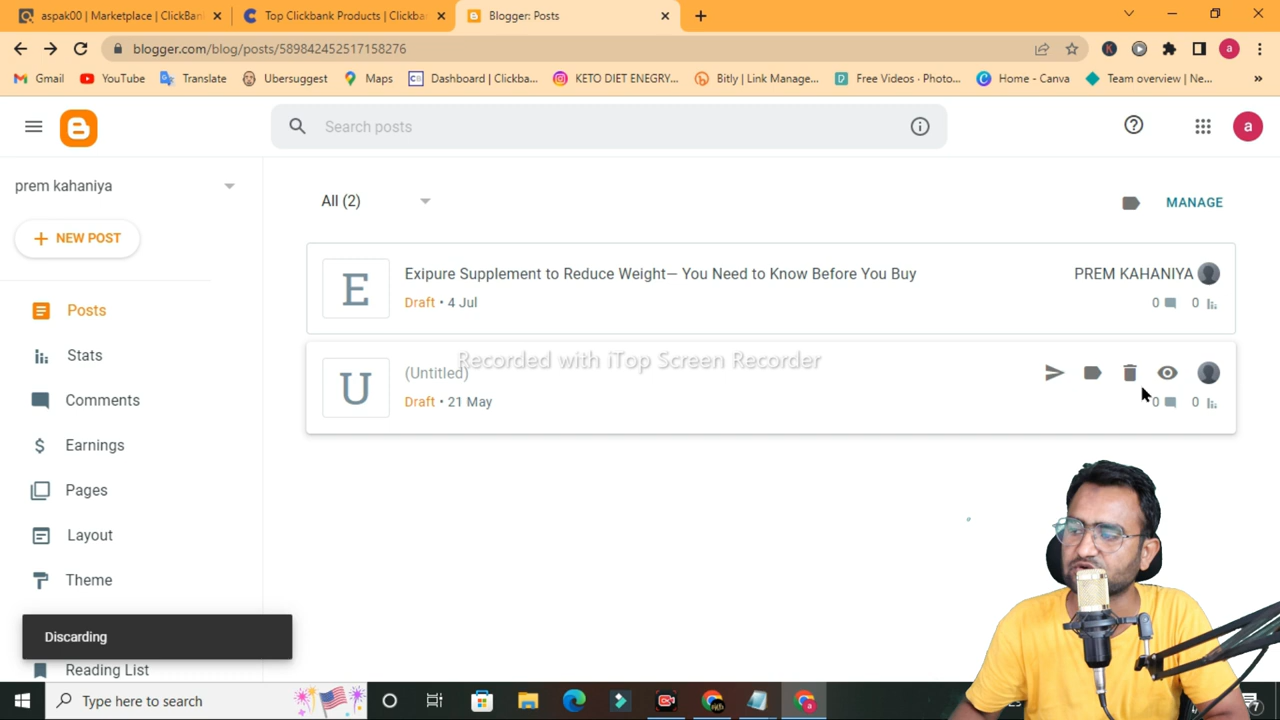 aspak00 | Marketplace | ClickBan
Top Clickbank Products | Clickba
Blogger: Posts
blogger.com/blog/posts/589842452517158276
a
Gmail
YouTube
Translate
Ubersuggest
Maps
Dashboard | Clickba...
KETO DIET ENEGRY...
Bitly | Link Manage...
Free Videos · Photo...
Home - Canva
Team overview | Ne...
»
Search posts
a
prem kahaniya
All (2)
MANAGE
+ NEW POST
E
Exipure Supplement to Reduce Weight— You Need to Know Before You Buy
PREM KAHANIYA
Draft • 4 Jul
0
0
Posts
Stats
Recorded with iTop Screen Recorder
U
(Untitled)
Draft • 21 May
0
0
Comments
Earnings
Pages
Layout
Theme
Discarding
Reading List
Type here to search